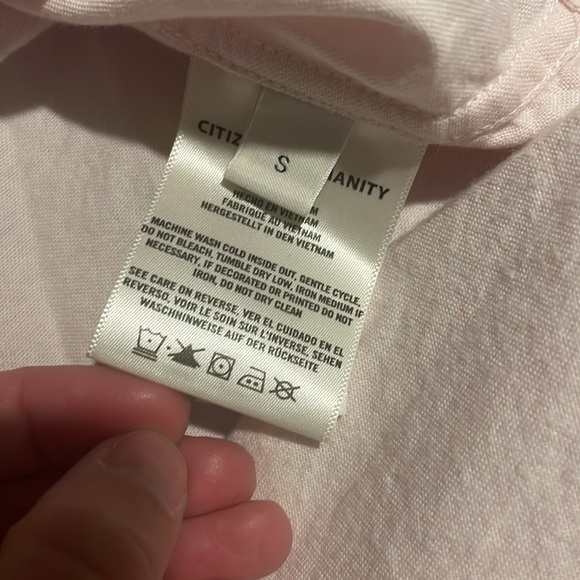 CITIZ
S
MANITY
HECHO EN VIETNAM
FABRIQUÉ AU VIETNAM
HERGESTELLT IN DEN VIETNAM
MACHINE WASH COLD INSIDE OUT, GENTLE CYCLE,
DO NOT BLEACH. TUMBLE DRY LOW, IRON MEDIUM IF
NECESSARY, IF DECORATED OR PRINTED DO NOT
IRON, DO NOT DRY CLEAN
SEE CARE ON REVERSE, VER EL CUIDADO EN EL
REVERSO, VOIR LE SOIN SUR L'INVERSE, SEHEN
WASCHNINWEISE AUF DER RÜCKSEITE